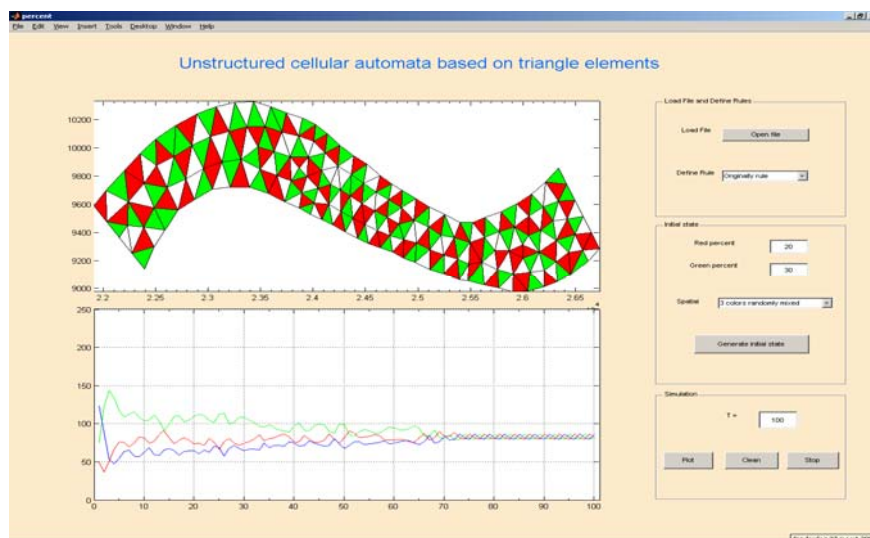 percent
File Edit View Insert Tools Desktop Window Help
Unstructured cellular automata based on triangle elements
10200
10000
9800
9600
9400
9200
9000
2.2 2.25 2.3 2.35 2.4 2.45 2.5 2.55 2.6 2.65
250
200
150
100
50
0
0 10 20 30 40 50 60 70 80 90 100
Load File and Define Rules
Load File Open file
Define Rule Originally rule
Initial state
Red percent 20
Green percent 30
Spatial 3 colors randomly mixed
Generate initial state
Simulation
T = 100
Plot Clean Stop